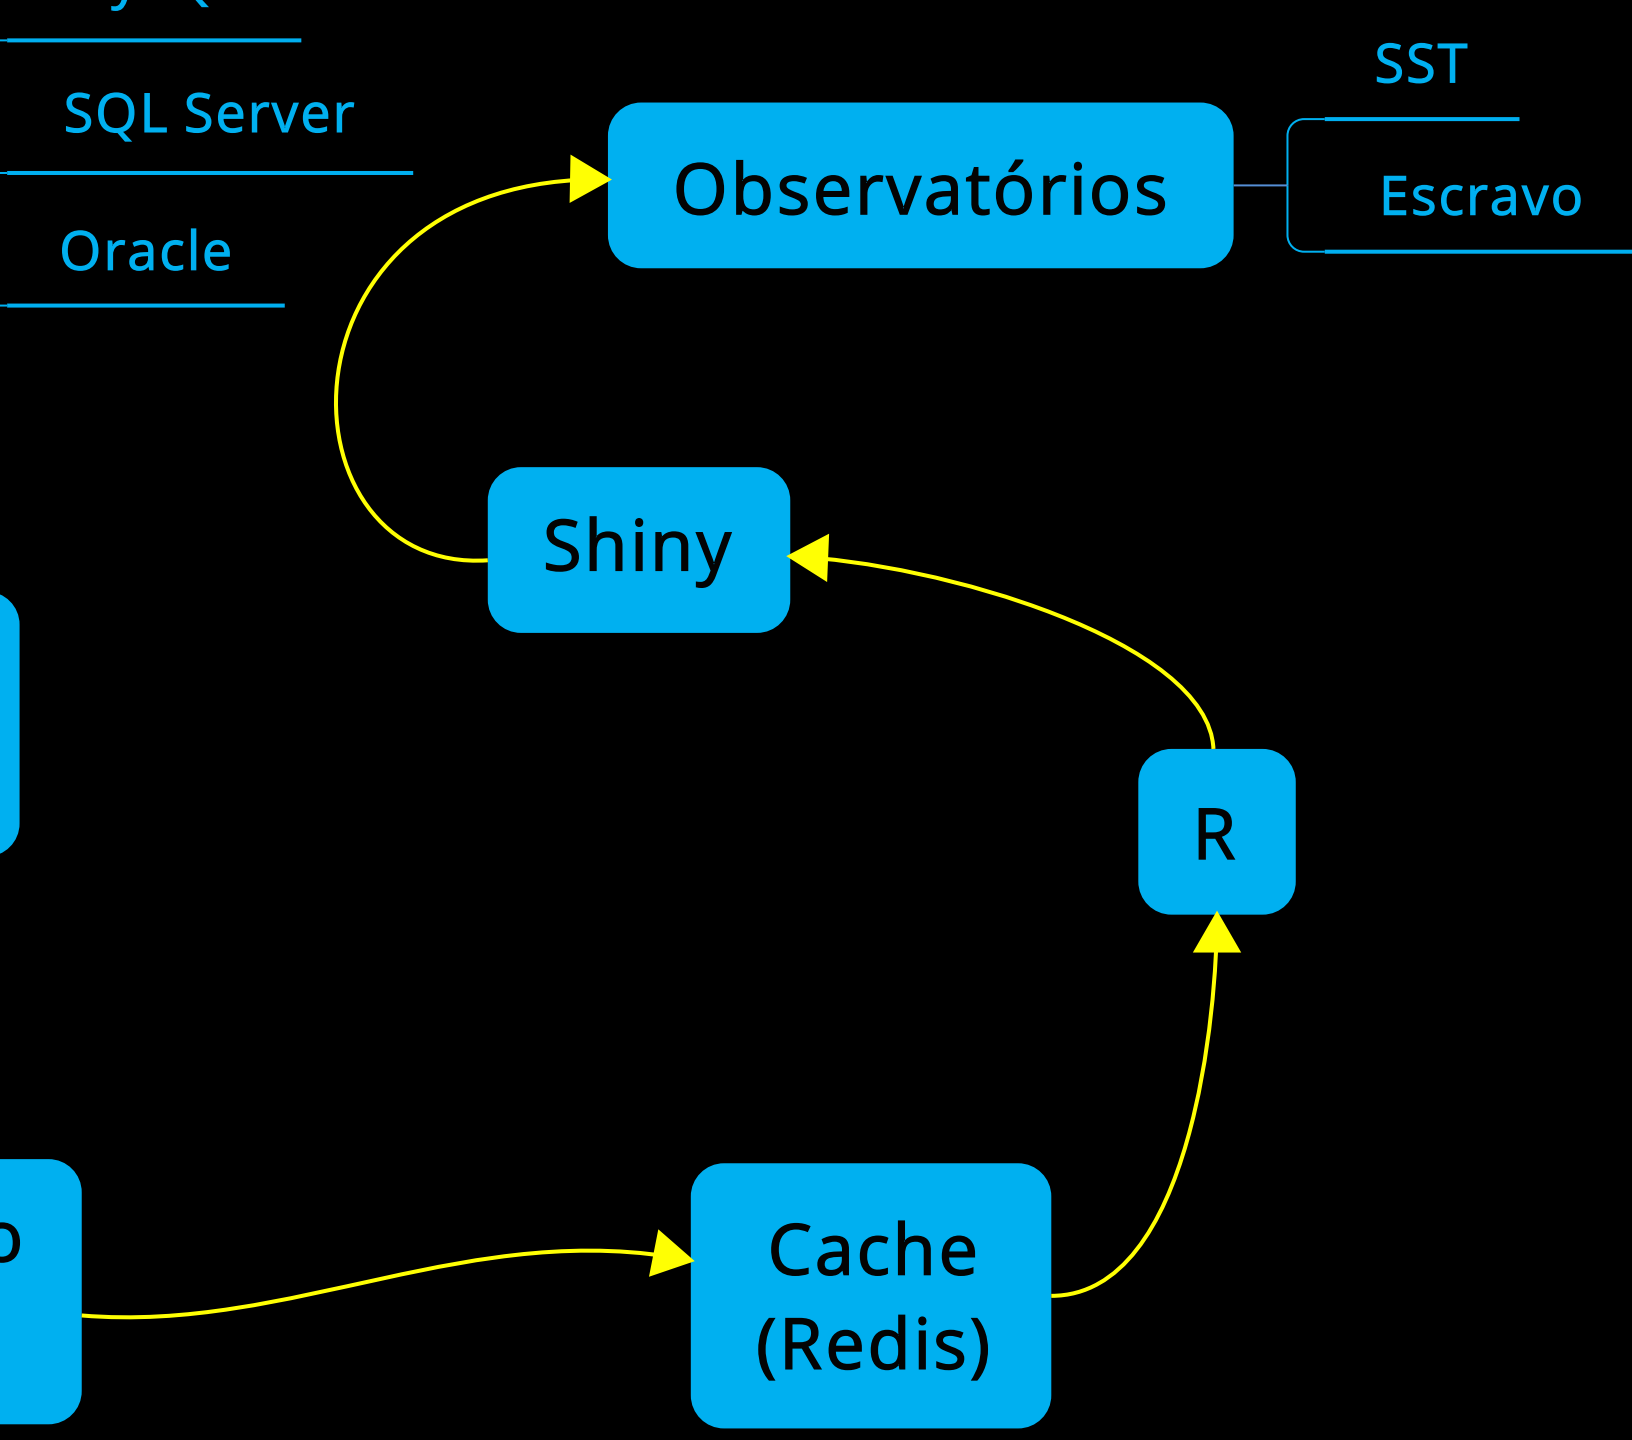 SQL Server
Oracle
Observatórios
SST
Escravo
Shiny
R
Cache
(Redis)